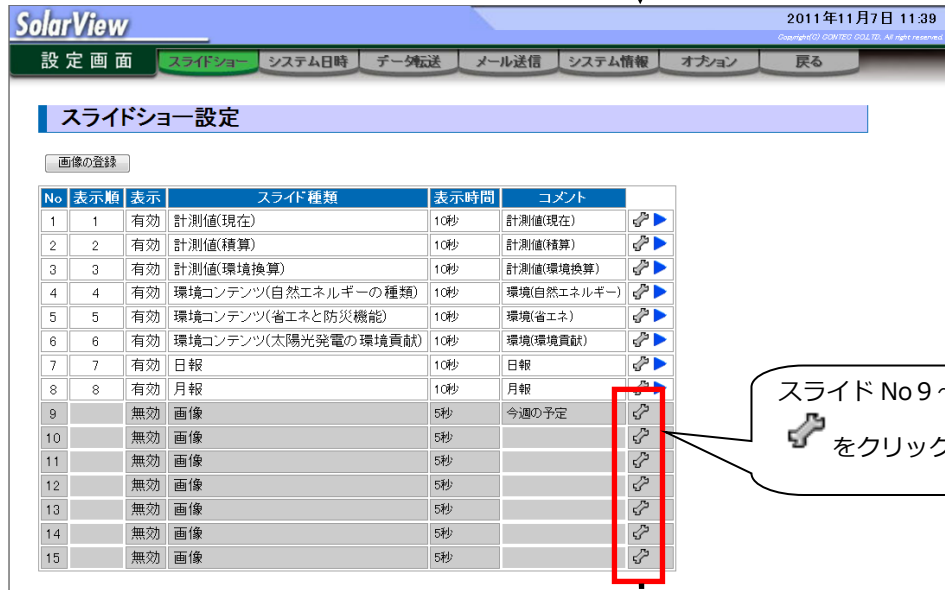 SolarView
2011年11月7日 11:39
Copyright(C) CONTEC CO.,LTD. All right reserved.
設定画面 スライドショー システム日時 データ転送 メール送信 システム情報 オプション 戻る
スライドショー設定
画像の登録
No 表示順 表示 スライド種類 表示時間 コメント
1 1 有効 計測値(現在) 10秒 計測値(現在)
2 2 有効 計測値(積算) 10秒 計測値(積算)
3 3 有効 計測値(環境換算) 10秒 計測値(環境換算)
4 4 有効 環境コンテンツ(自然エネルギーの種類) 10秒 環境(自然エネルギー)
5 5 有効 環境コンテンツ(省エネと防災機能) 10秒 環境(省エネ)
6 6 有効 環境コンテンツ(太陽光発電の環境貢献) 10秒 環境(環境貢献)
7 7 有効 日報 10秒 日報
8 8 有効 月報 10秒 月報
9 無効 画像 5秒 今週の予定
10 無効 画像 5秒
11 無効 画像 5秒
12 無効 画像 5秒
13 無効 画像 5秒
14 無効 画像 5秒
15 無効 画像 5秒
スライド No 9～
をクリック